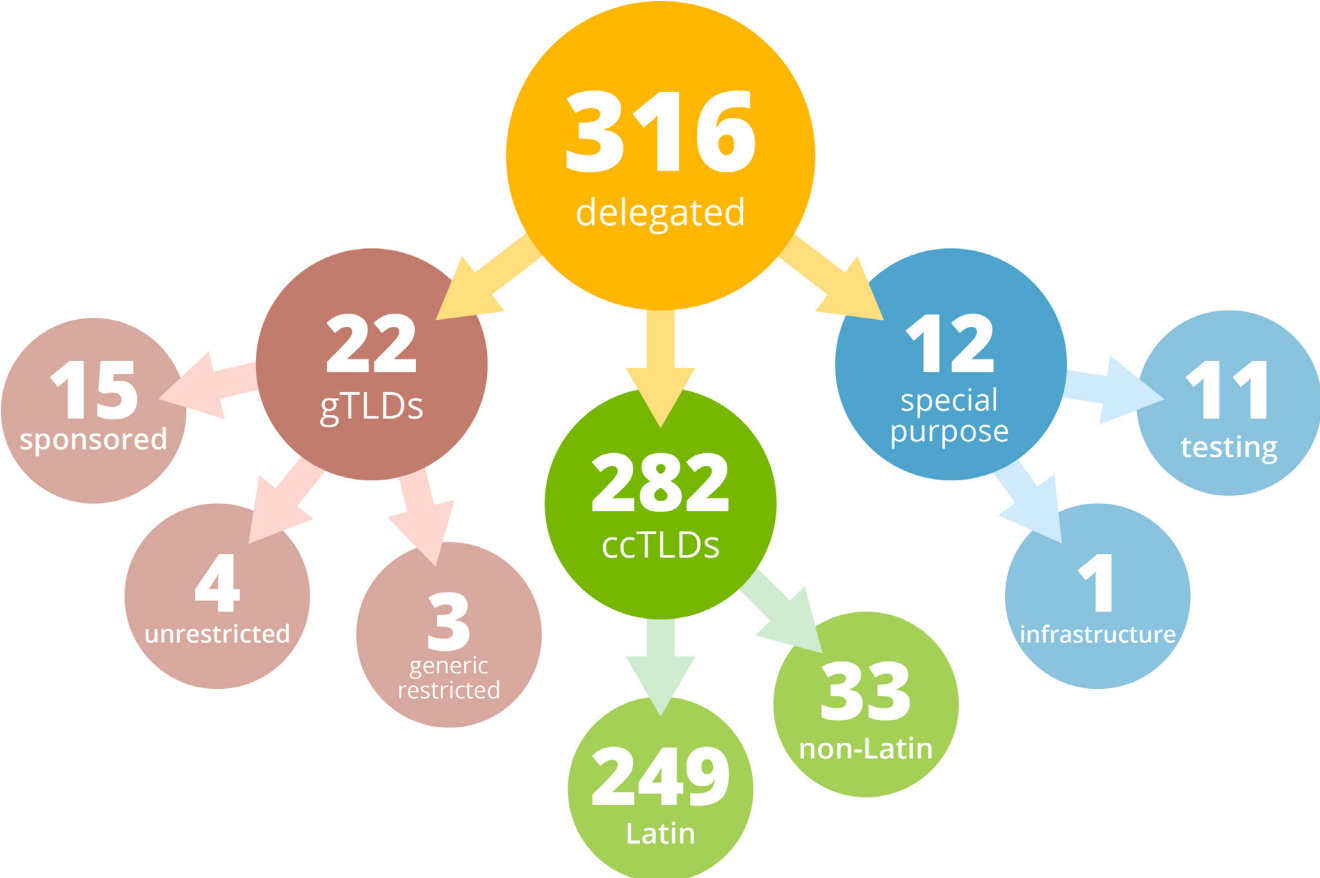 316
delegated
22
gTLDs
12
special
purpose
15
sponsored
11
testing
282
ccTLDs
4
unrestricted
3
generic
restricted
1
infrastructure
33
non-Latin
249
Latin